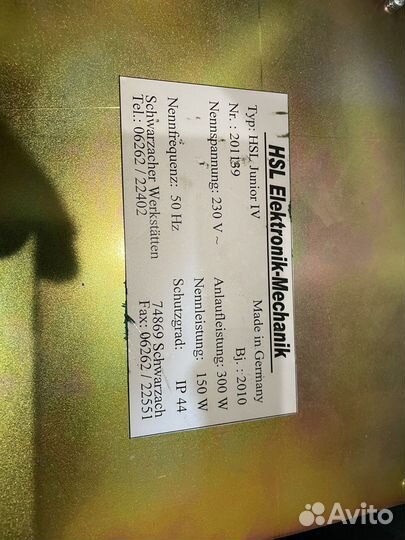 HSL Elektronik-Mechanik
Made in Germany
Typ: HSL Junior IV
Nr. : 201159 Bj. : 2010
Nennspannung: 230 V ~ Anlaufleistung: 300 W
Nennleistung: 150 W
Nennfrequenz: 50 Hz Schutzgrad: IP 44
Schwarzacher Werkstätten 74869 Schwarzach
Tel.: 06262 / 22402 Fax: 06262 / 22551
Avito